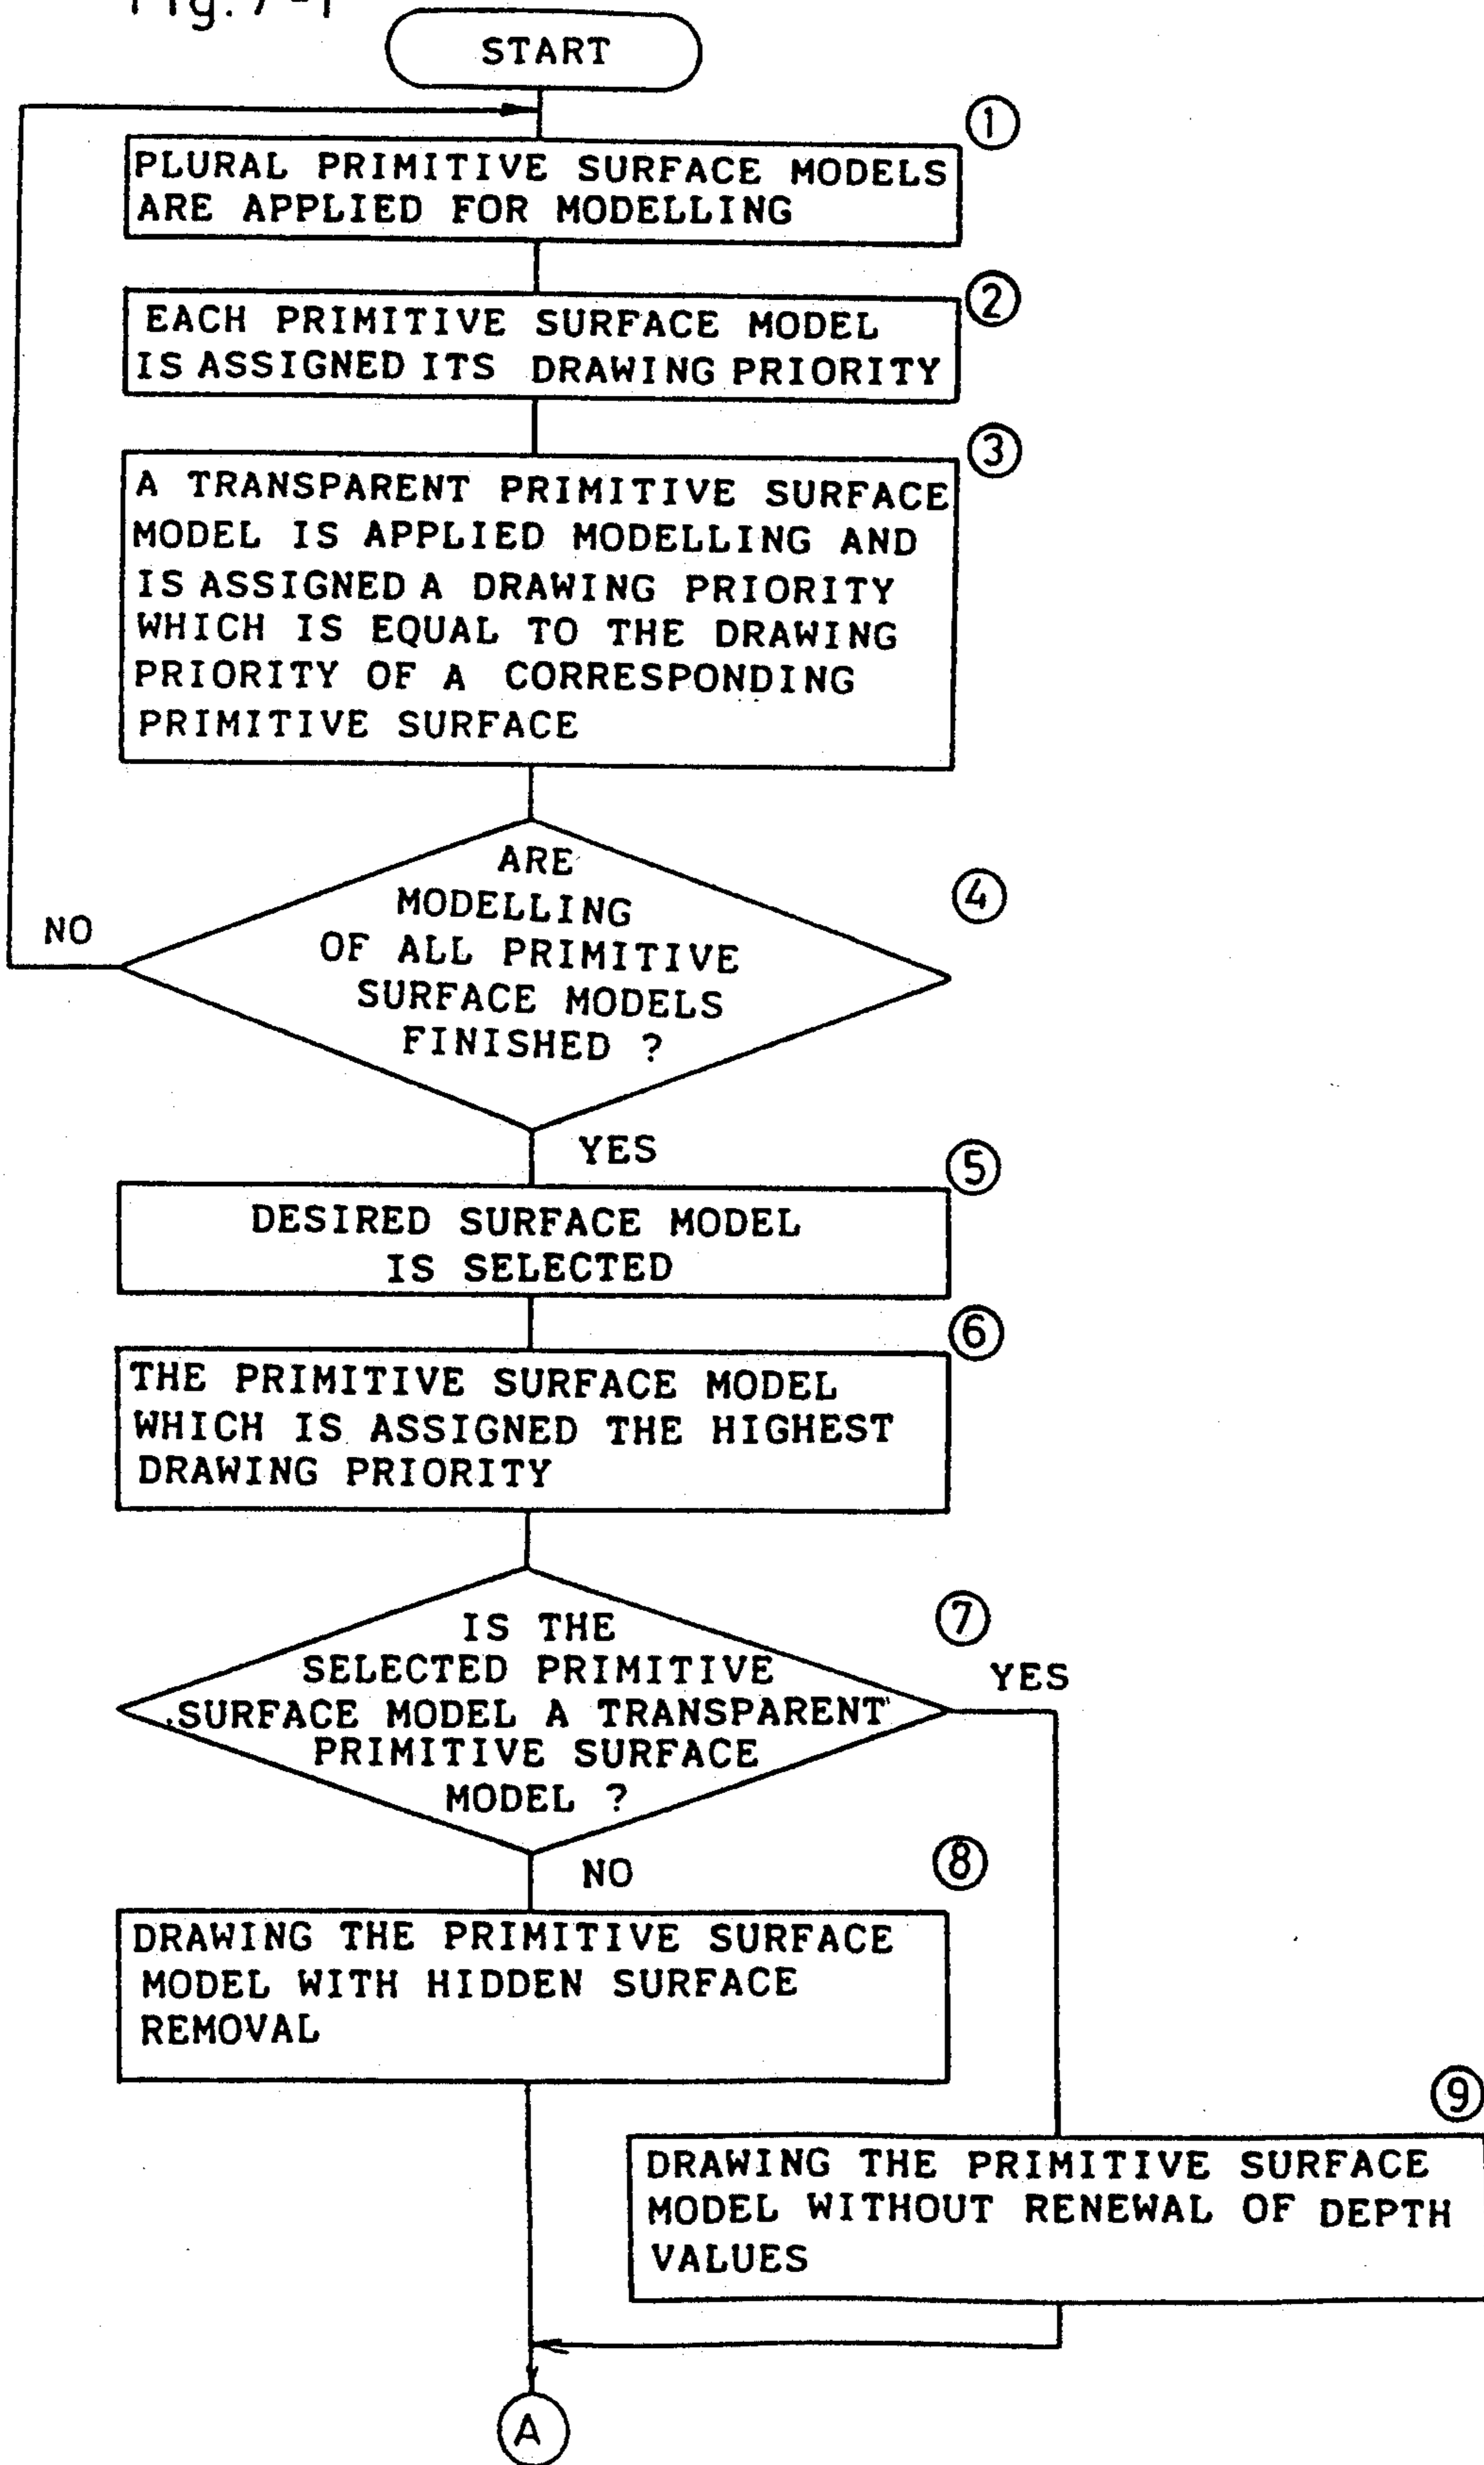 Fig. 7-1
START
①
PLURAL PRIMITIVE SURFACE MODELS
ARE APPLIED FOR MODELLING
②
EACH PRIMITIVE SURFACE MODEL
IS ASSIGNED ITS DRAWING PRIORITY
③
A TRANSPARENT PRIMITIVE SURFACE
MODEL IS APPLIED MODELLING AND
IS ASSIGNED A DRAWING PRIORITY
WHICH IS EQUAL TO THE DRAWING
PRIORITY OF A CORRESPONDING
PRIMITIVE SURFACE
④
ARE
MODELLING
OF ALL PRIMITIVE
SURFACE MODELS
FINISHED ?
NO
YES
⑤
DESIRED SURFACE MODEL
IS SELECTED
⑥
THE PRIMITIVE SURFACE MODEL
WHICH IS ASSIGNED THE HIGHEST
DRAWING PRIORITY
⑦
IS THE
SELECTED PRIMITIVE
SURFACE MODEL A TRANSPARENT
PRIMITIVE SURFACE
MODEL ?
YES
NO
⑧
DRAWING THE PRIMITIVE SURFACE
MODEL WITH HIDDEN SURFACE
REMOVAL
⑨
DRAWING THE PRIMITIVE SURFACE
MODEL WITHOUT RENEWAL OF DEPTH
VALUES
A